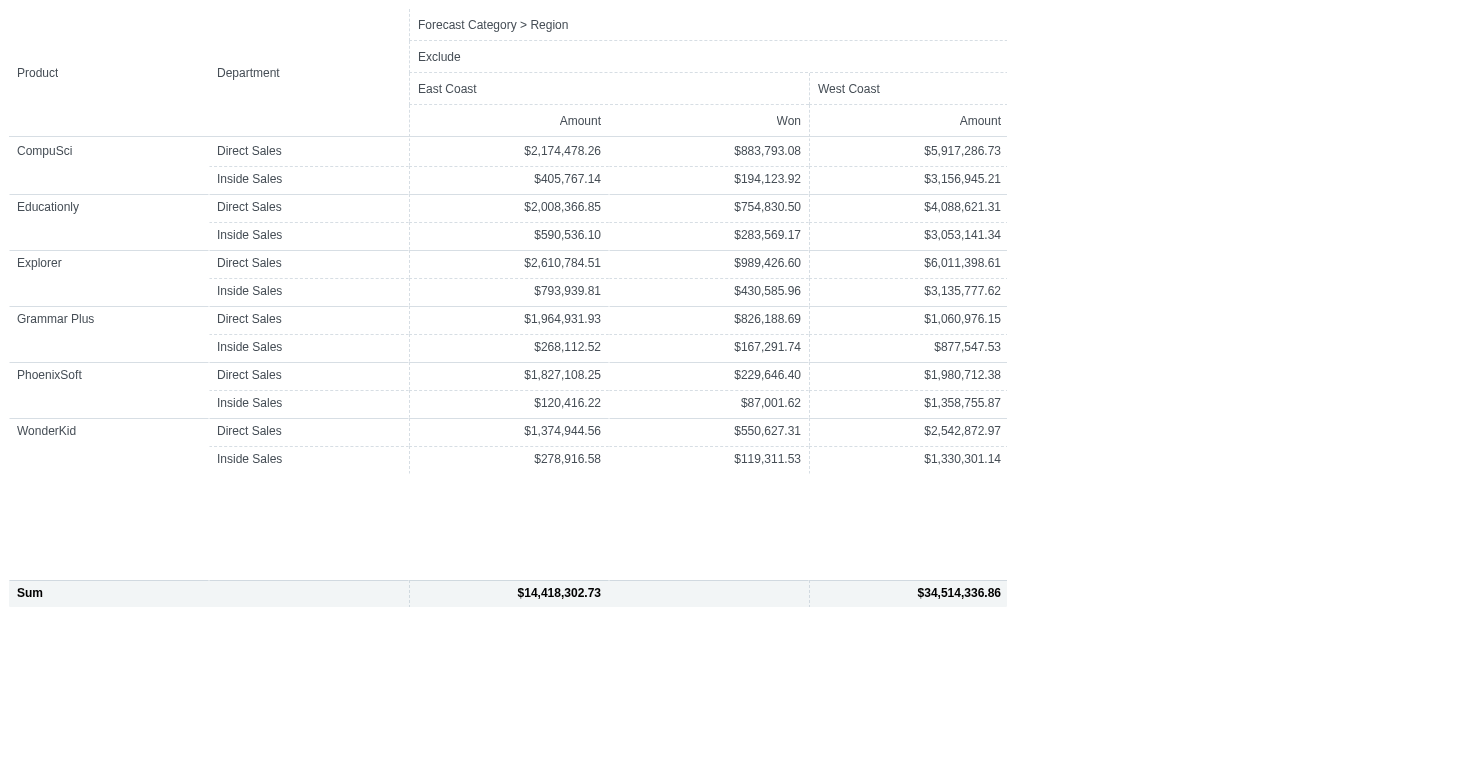 Forecast Category > Region
Exclude
Product Department
East Coast West Coast
Amount Won Amount
CompuSci Direct Sales $2,174,478.26 $883,793.08 $5,917,286.73
Inside Sales $405,767.14 $194,123.92 $3,156,945.21
Educationly Direct Sales $2,008,366.85 $754,830.50 $4,088,621.31
Inside Sales $590,536.10 $283,569.17 $3,053,141.34
Explorer Direct Sales $2,610,784.51 $989,426.60 $6,011,398.61
Inside Sales $793,939.81 $430,585.96 $3,135,777.62
Grammar Plus Direct Sales $1,964,931.93 $826,188.69 $1,060,976.15
Inside Sales $268,112.52 $167,291.74 $877,547.53
PhoenixSoft Direct Sales $1,827,108.25 $229,646.40 $1,980,712.38
Inside Sales $120,416.22 $87,001.62 $1,358,755.87
WonderKid Direct Sales $1,374,944.56 $550,627.31 $2,542,872.97
Inside Sales $278,916.58 $119,311.53 $1,330,301.14
Sum $14,418,302.73 $34,514,336.86